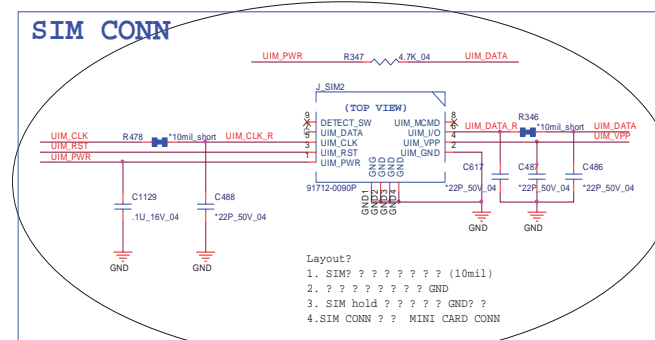 SIM CONN
UIM_PWR R347 4.7K_04 UIM_DATA
J_SIM2
(TOP VIEW)
9 DETECT_SW UIM_MCMD 8
UIM_DATA UIM_I/O 6 UIM_DATA_R R346 *10mil_short UIM_DATA
UIM_CLK R478 *10mil_short UIM_CLK_R 5 UIM_CLK UIM_VPP 4 UIM_VPP
UIM_RST 3 UIM_RST UIM_GND 2
UIM_PWR 1 UIM_PWR
GND GND GND GND
91712-0090P
GND1 GND2 GND3 GND4
C1129 .1U_16V_04
C488 *22P_50V_04
C617 *22P_50V_04
C487 *22P_50V_04
C486 *22P_50V_04
GND GND GND GND
Layout?
1. SIM? ? ? ? ? ? ? (10mil)
2. ? ? ? ? ? ? ? ? GND
3. SIM hold ? ? ? ? ? GND? ?
4.SIM CONN ? ? MINI CARD CONN